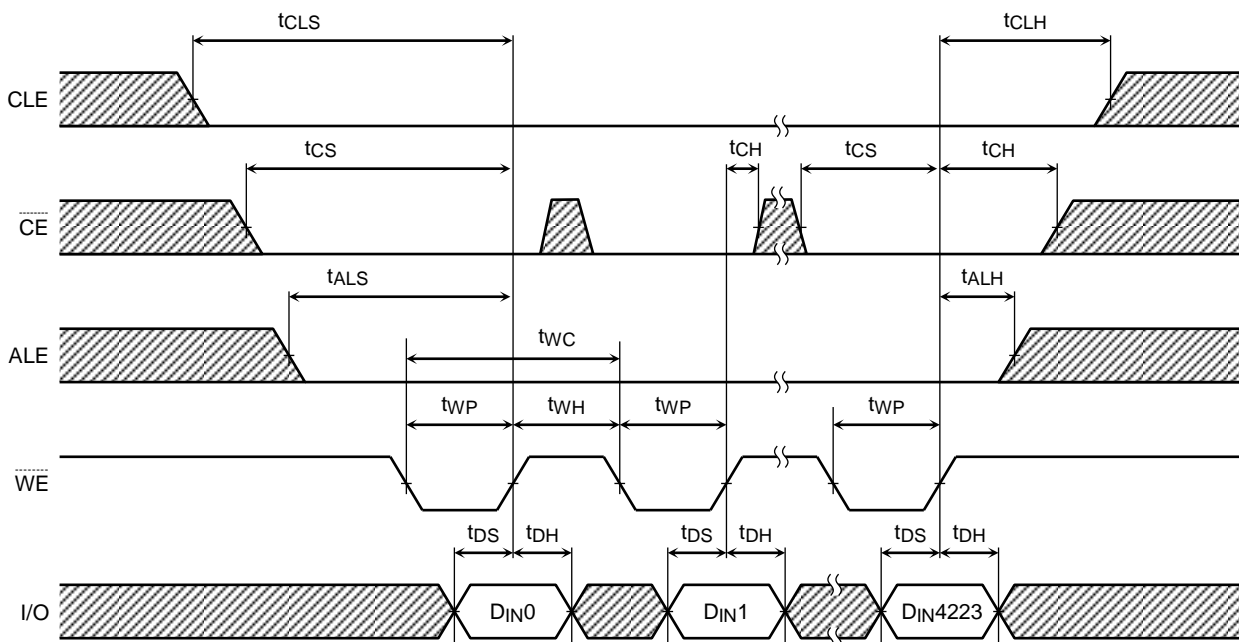 tCLS tCLH
CLE
tCS tCH tCS tCH
CE
tALS tALH
ALE
tWC
tWP tWH tWP tWP
WE
tDS tDH tDS tDH tDS tDH
I/O DIN0 DIN1 DIN4223